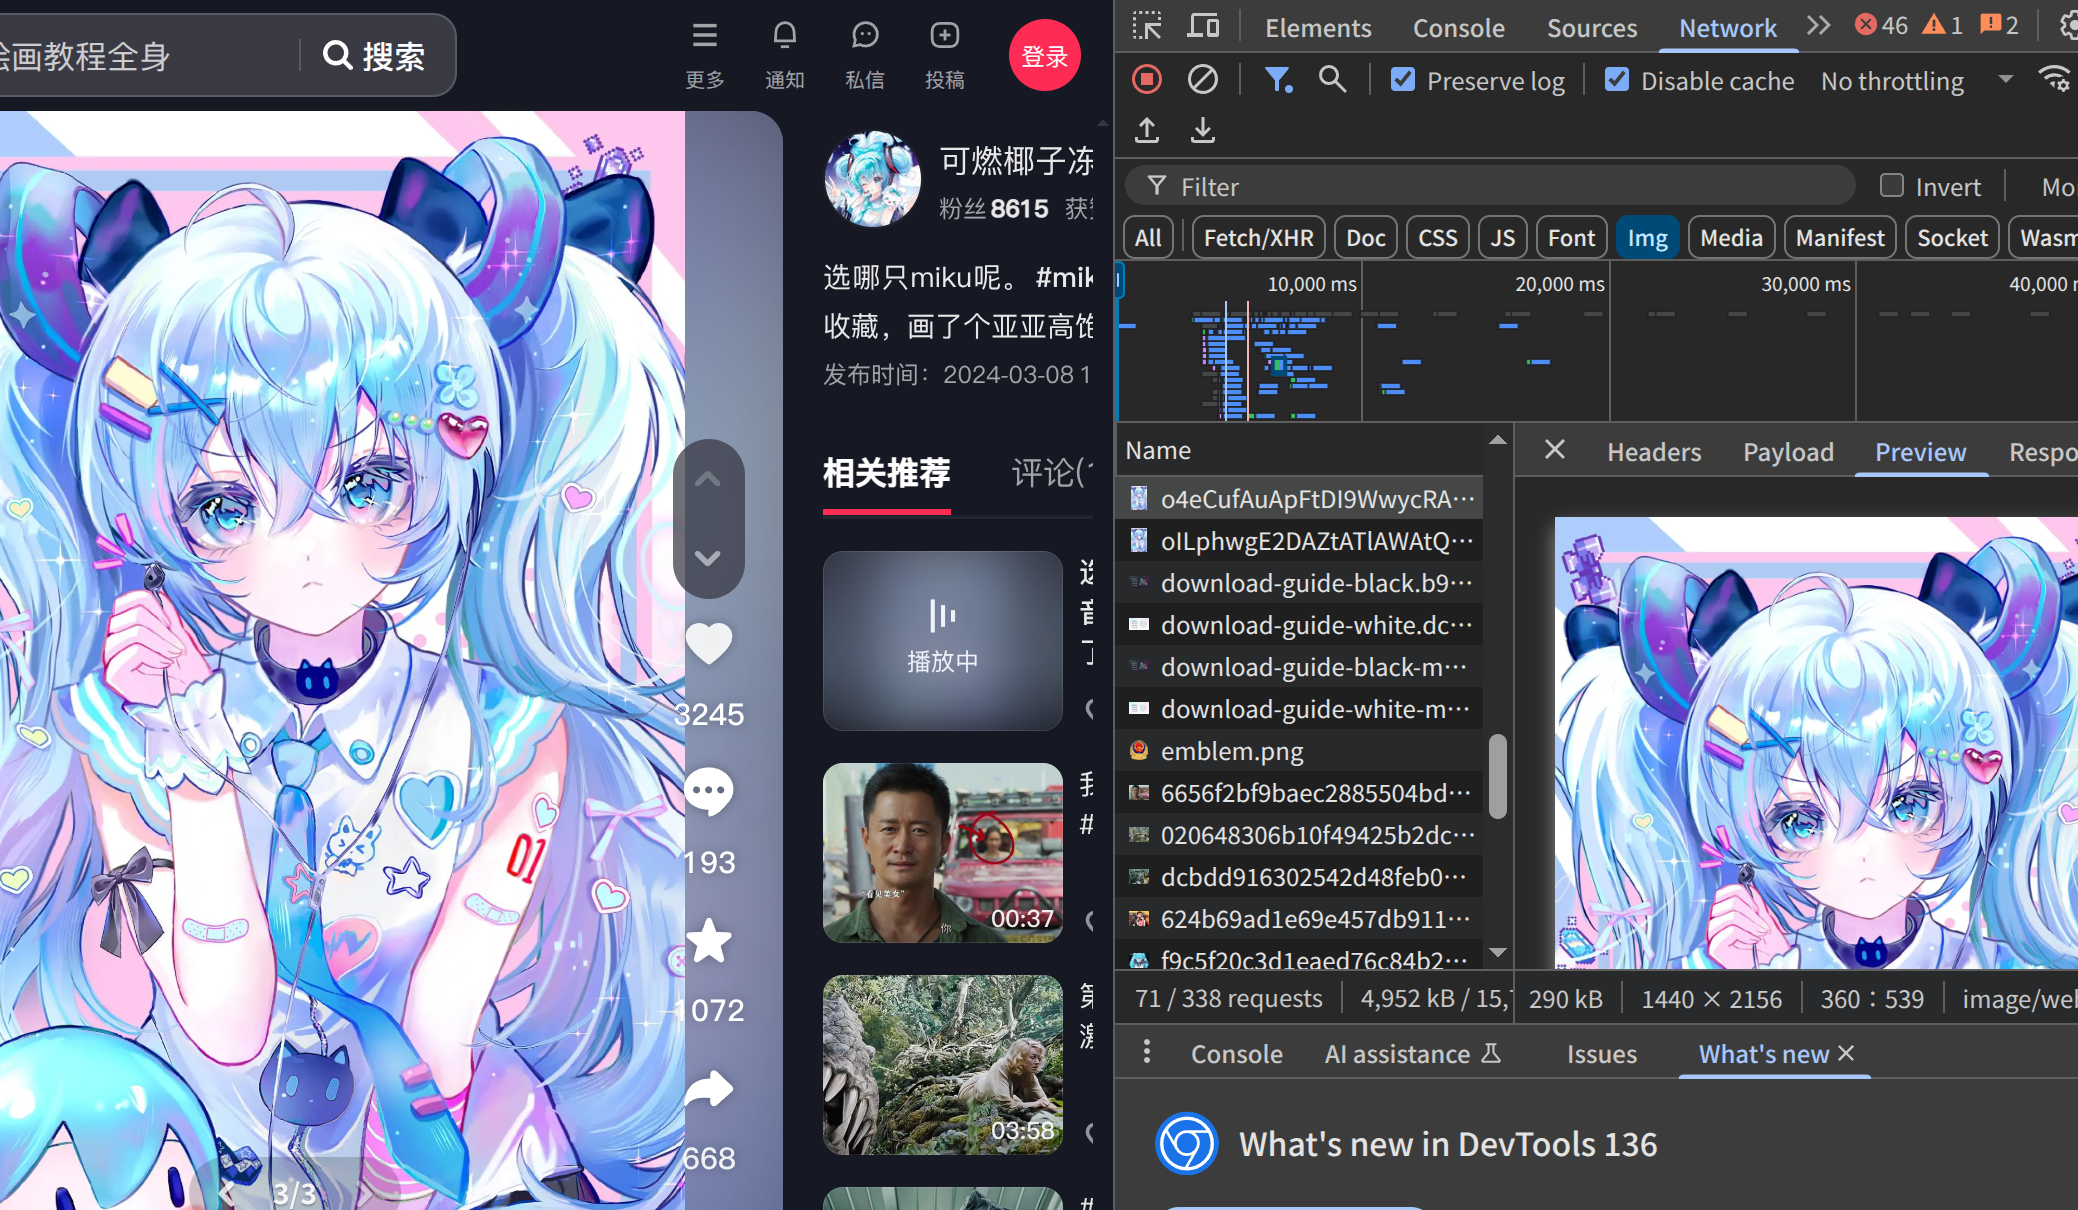 绘画教程全身
搜索
更多
通知
私信
投稿
登录
可燃椰子冻
粉丝 8615 获
选哪只miku呢。 #mik
收藏，画了个亚亚高
发布时间：2024-03-08 1
相关推荐
评论(
播放中
00:37
03:58
"看见美女"
你
01
3245
193
1072
668
3/3
Elements
Console
Sources
Network
46
1
2
Preserve log
Disable cache
No throttling
Filter
Invert
Mo
All
Fetch/XHR
Doc
CSS
JS
Font
Img
Media
Manifest
Socket
Wasm
10,000 ms
20,000 ms
30,000 ms
40,000
Name
Headers
Payload
Preview
Respo
o4eCufAuApFtDI9WwycRA…
oILphwgE2DAZtATlAWAtQ…
download-guide-black.b9…
download-guide-white.dc…
download-guide-black-m…
download-guide-white-m…
emblem.png
6656f2bf9baec2885504bd…
020648306b10f49425b2dc…
dcbdd916302542d48feb0…
624b69ad1e69e457db911…
f9c5f20c3d1eaed76c84b2…
71 / 338 requests
4,952 kB / 15,
290 kB
1440 × 2156
360 : 539
image/web
Console
AI assistance
Issues
What's new
What's new in DevTools 136